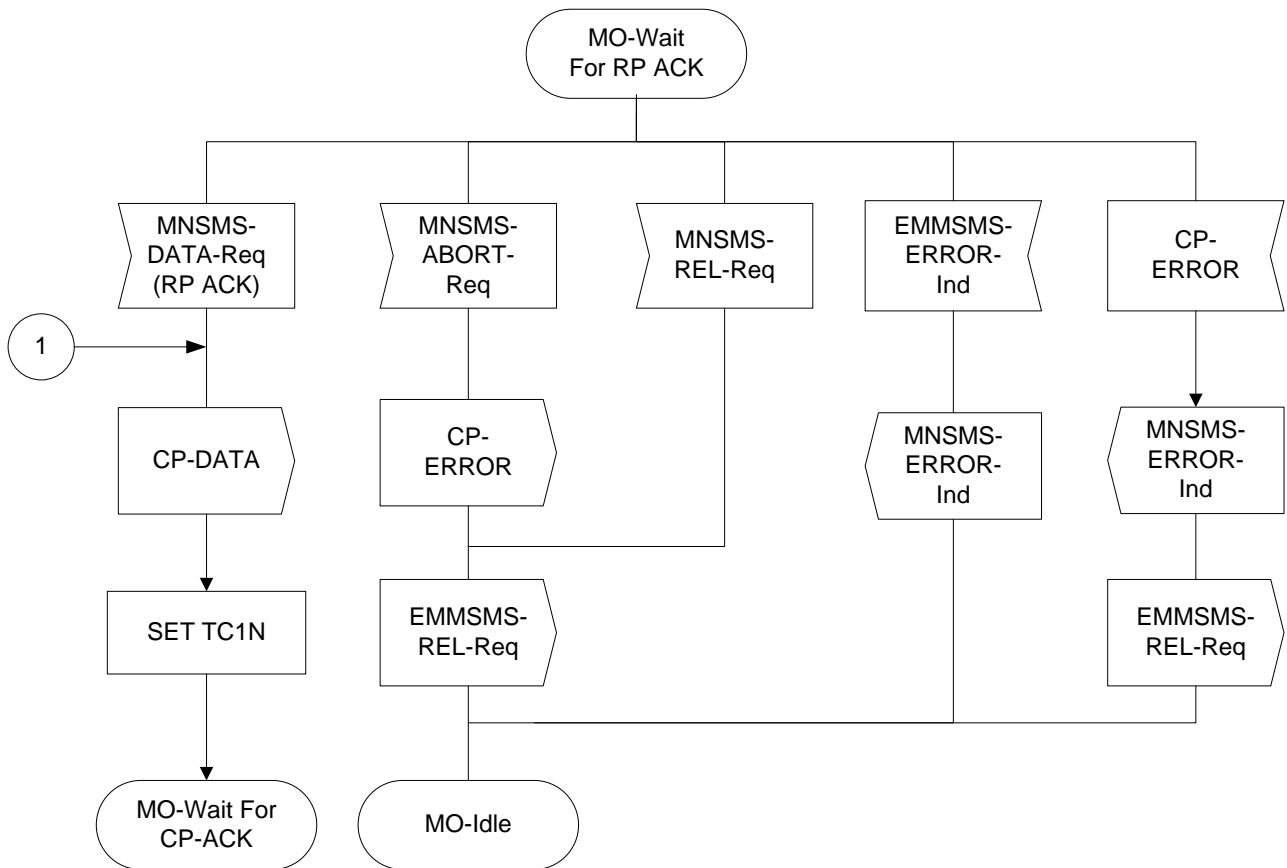 MO-Wait
For RP ACK
MNSMS-
DATA-Req
(RP ACK)
MNSMS-
ABORT-
Req
MNSMS-
REL-Req
EMMSMS-
ERROR-
Ind
CP-
ERROR
1
CP-DATA
CP-
ERROR
MNSMS-
ERROR-
Ind
MNSMS-
ERROR-
Ind
SET TC1N
EMMSMS-
REL-Req
EMMSMS-
REL-Req
MO-Wait For
CP-ACK
MO-Idle